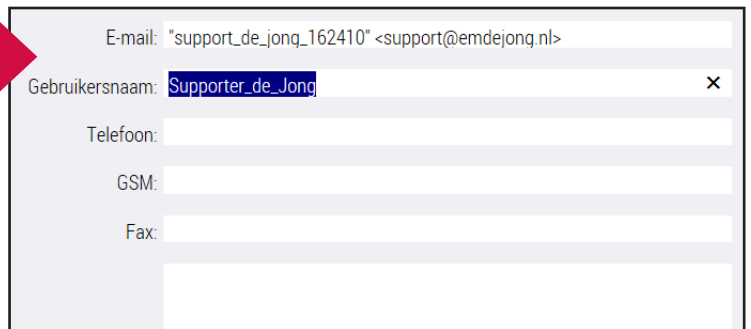 E-mail: "support_de_jong_162410" <support@emdejong.nl>
Gebruikersnaam: Supporter_de_Jong ×
Telefoon:
GSM:
Fax: